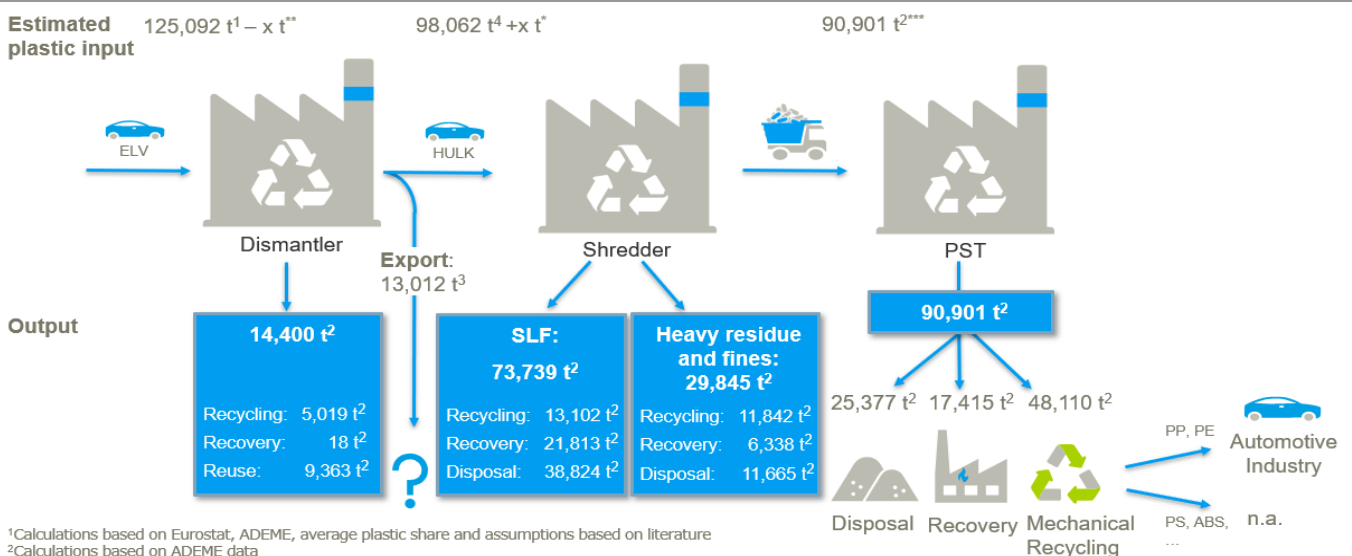 Estimated
plastic input
125,092 t¹ – x t**
98,062 t⁴ +x t*
90,901 t²***
ELV
HULK
Dismantler
Shredder
PST
Export:
13,012 t³
Output
14,400 t²
Recycling: 5,019 t²
Recovery: 18 t²
Reuse: 9,363 t²
?
SLF:
73,739 t²
Recycling: 13,102 t²
Recovery: 21,813 t²
Disposal: 38,824 t²
Heavy residue
and fines:
29,845 t²
Recycling: 11,842 t²
Recovery: 6,338 t²
Disposal: 11,665 t²
90,901 t²
25,377 t² 17,415 t² 48,110 t²
Disposal
Recovery
Mechanical
Recycling
PP, PE
Automotive
Industry
PS, ABS,
...
n.a.
¹Calculations based on Eurostat, ADEME, average plastic share and assumptions based on literature
²Calculations based on ADEME data